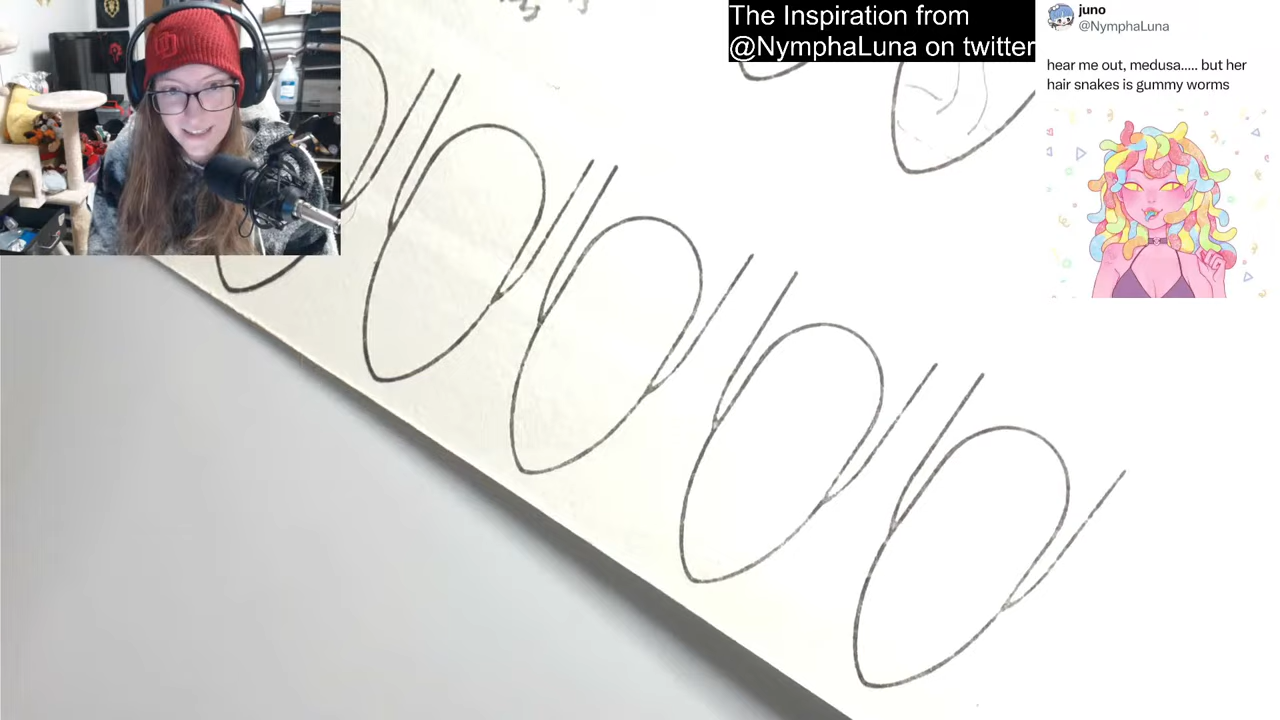 The Inspiration from
@NymphaLuna on twitter
juno
@NymphaLuna
hear me out, medusa..... but her
hair snakes is gummy worms